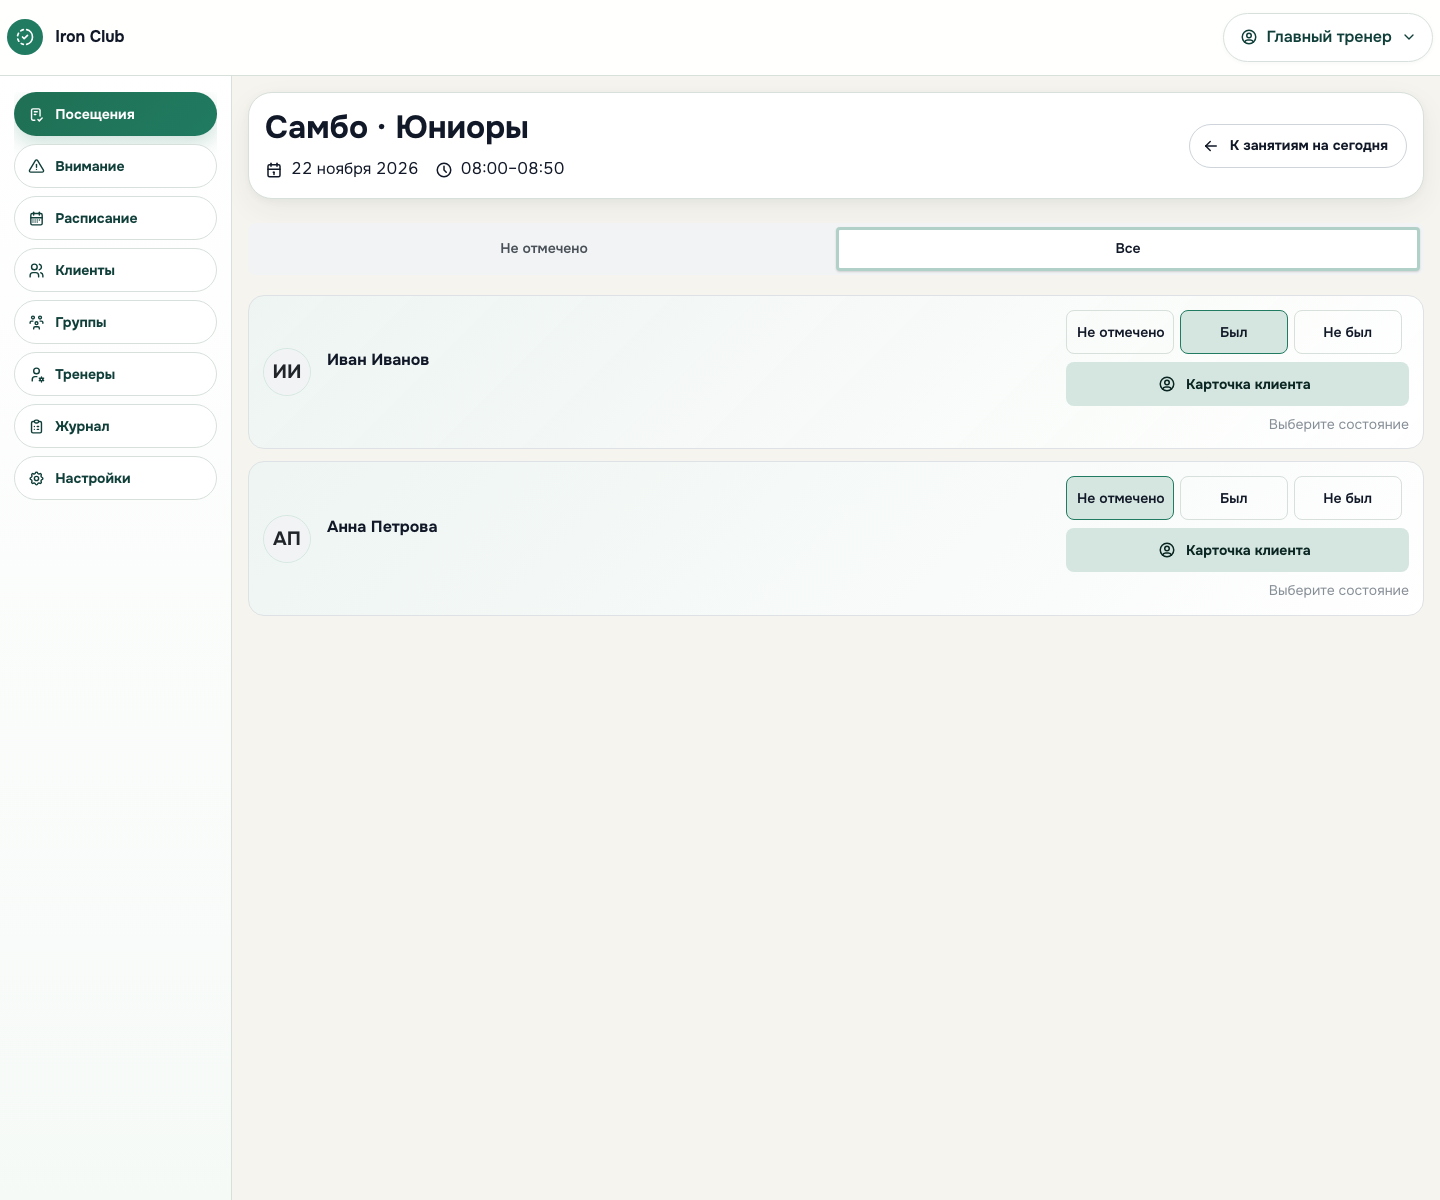 Iron Club
Главный тренер
Посещения
Внимание
Расписание
Клиенты
Группы
Тренеры
Журнал
Настройки
Самбо · Юниоры
22 ноября 2026 08:00–08:50
К занятиям на сегодня
Не отмечено Все
ИИ Иван Иванов
Не отмечено Был Не был
Карточка клиента
Выберите состояние
АП Анна Петрова
Не отмечено Был Не был
Карточка клиента
Выберите состояние